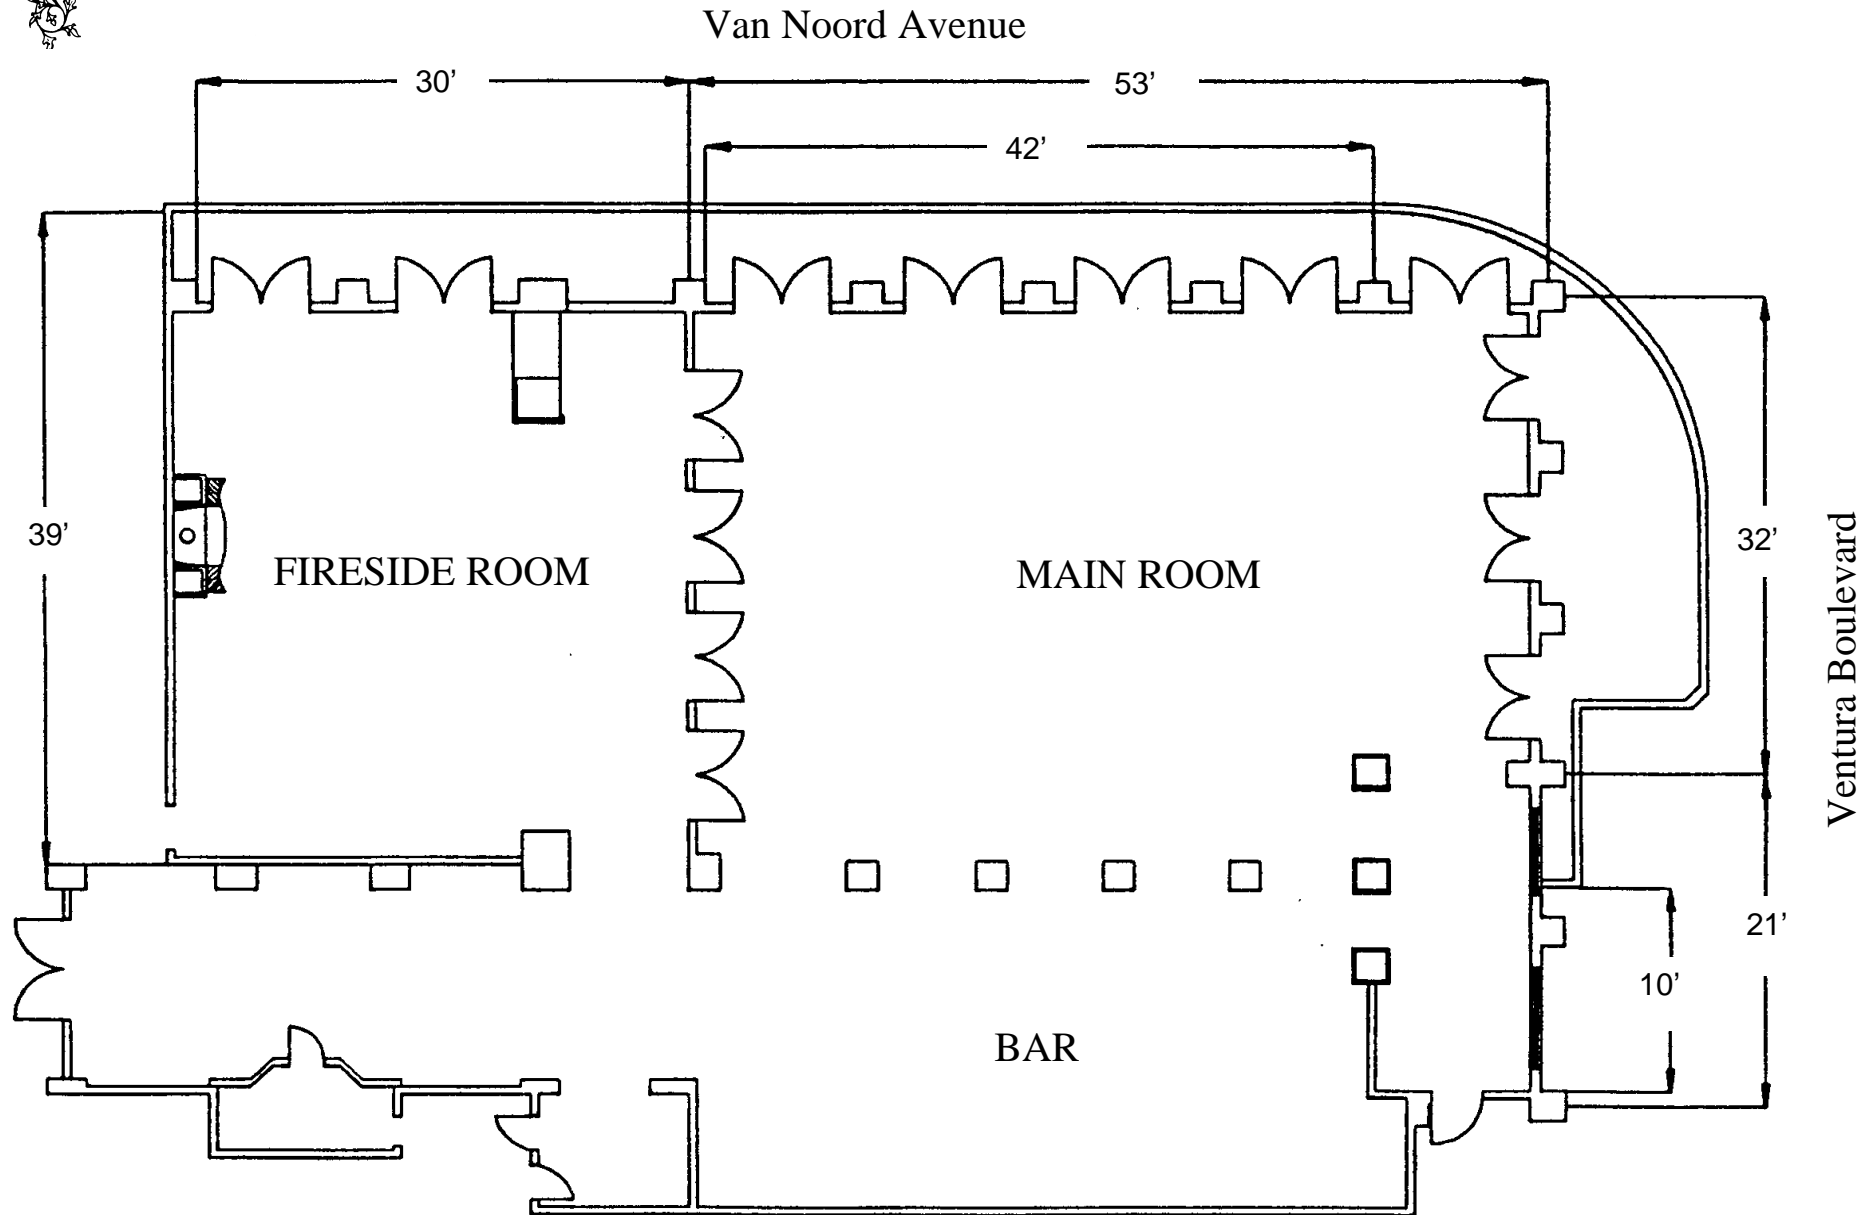 Van Noord Avenue
30’
53’
42’
39’
32’
FIRESIDE ROOM
MAIN ROOM
Ventura Boulevard
21’
10’
BAR